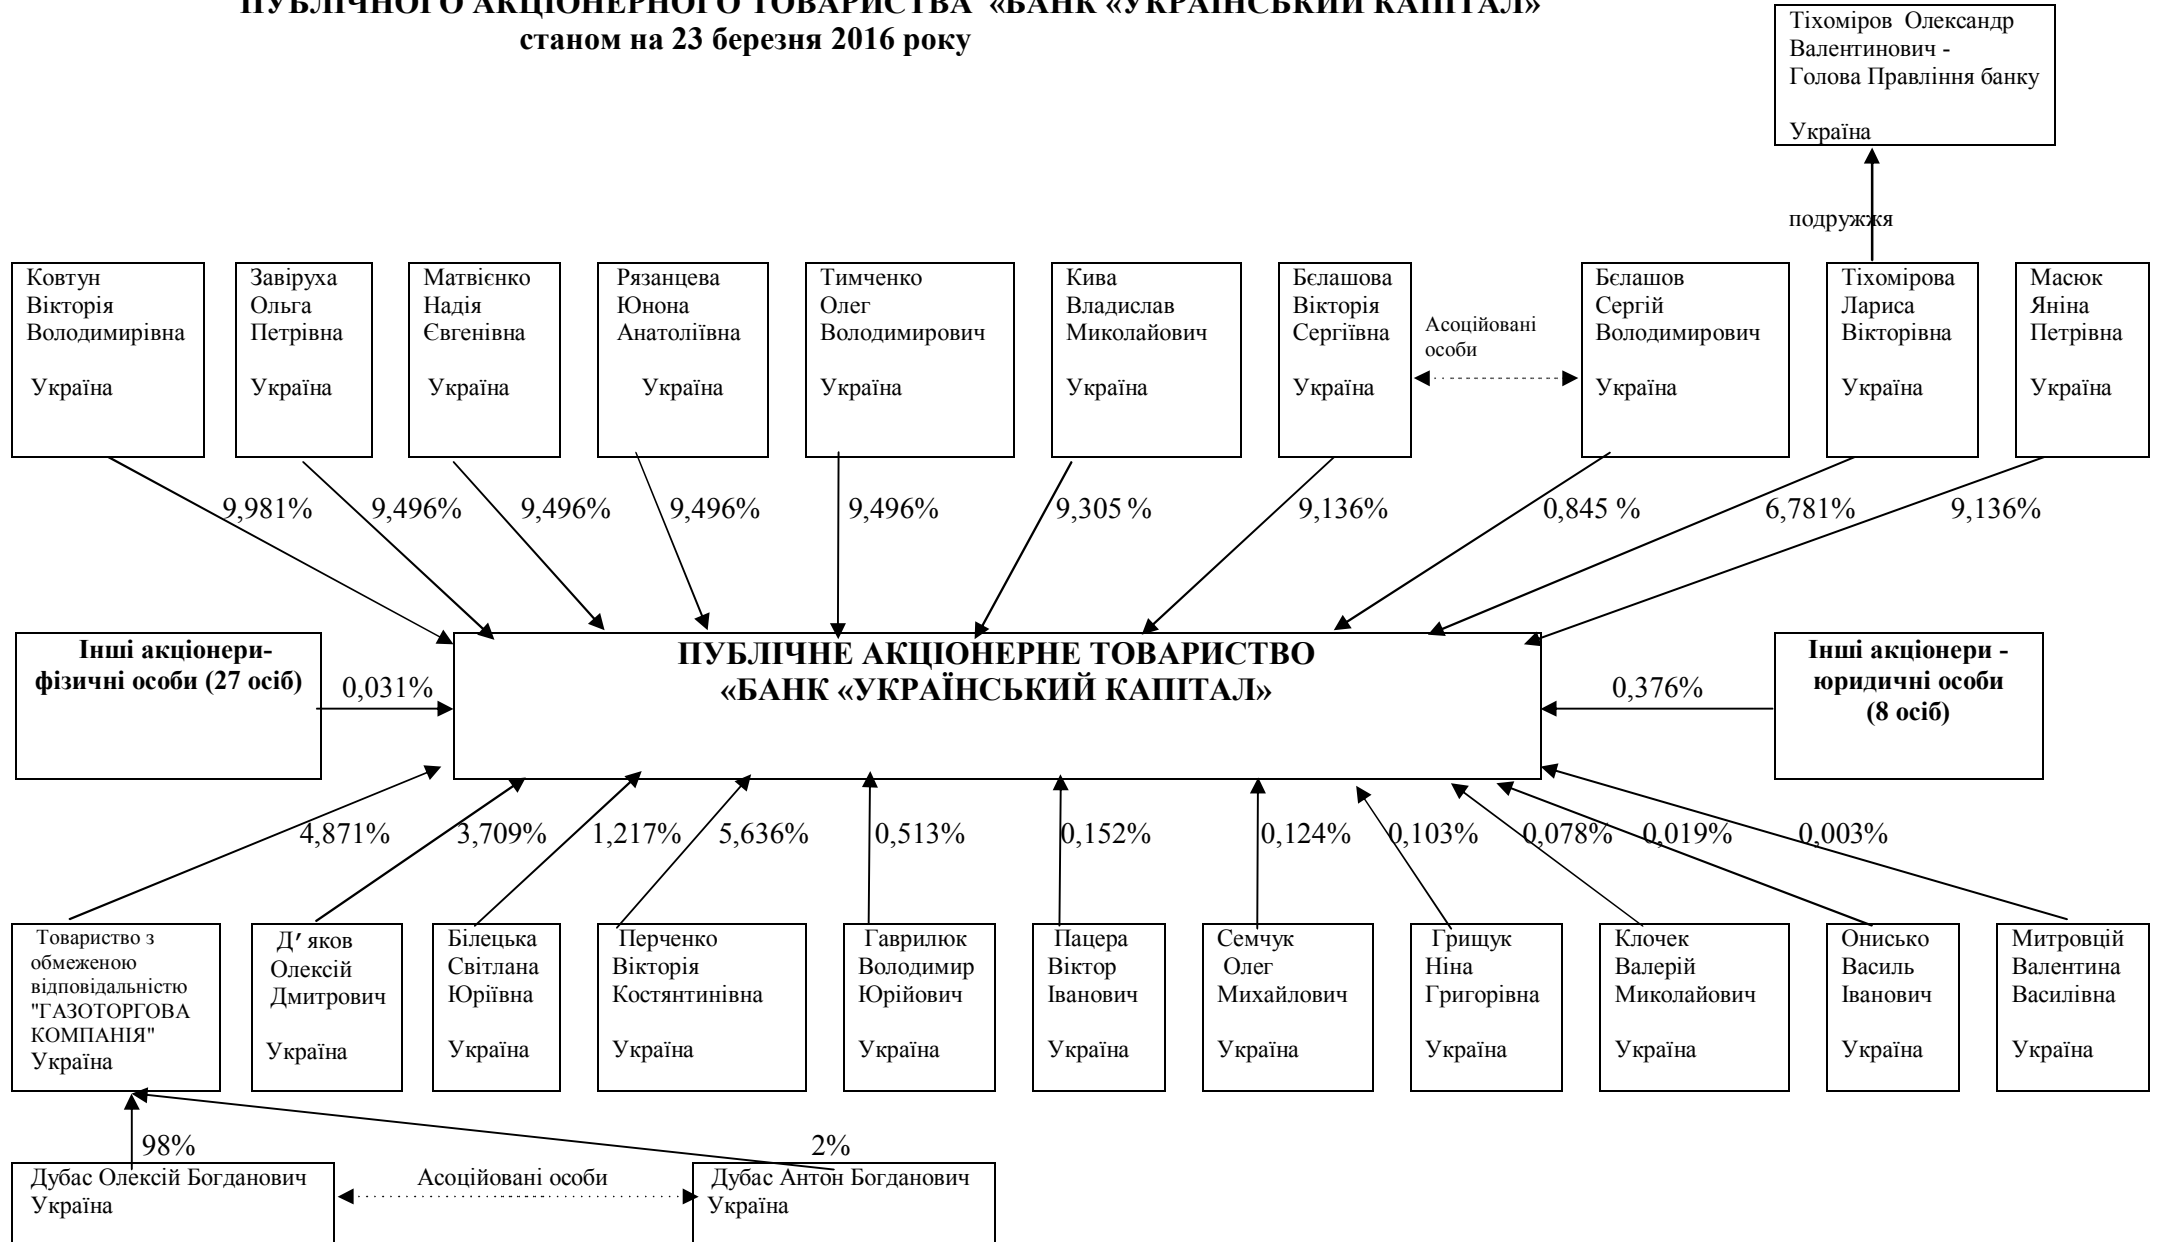 ПУБЛІЧНОГО АКЦІОНЕРНОГО ТОВАРИСТВА «БАНК «УКРАЇНСЬКИЙ КАПІТАЛ»
станом на 23 березня 2016 року
Тіхоміров Олександр
Валентинович -
Голова Правління банку
Україна
подружжя
Ковтун
Вікторія
Володимирівна
Україна
Завіруха
Ольга
Петрівна
Україна
Матвієнко
Надія
Євгенівна
Україна
Рязанцева
Юнона
Анатоліївна
Україна
Тимченко
Олег
Володимирович
Україна
Кива
Владислав
Миколайович
Україна
Бєлашова
Вікторія
Сергіївна
Україна
Асоційовані
особи
Бєлашов
Сергій
Володимирович
Україна
Тіхомірова
Лариса
Вікторівна
Україна
Масюк
Яніна
Петрівна
Україна
9,981%
9,496%
9,496%
9,496%
9,496%
9,305 %
9,136%
0,845 %
6,781%
9,136%
Інші акціонери-
фізичні особи (27 осіб)
0,031%
ПУБЛІЧНЕ АКЦІОНЕРНЕ ТОВАРИСТВО
«БАНК «УКРАЇНСЬКИЙ КАПІТАЛ»
0,376%
Інші акціонери -
юридичні особи
(8 осіб)
4,871%
3,709%
1,217%
5,636%
0,513%
0,152%
0,124%
0,103%
0,078%
0,019%
0,003%
Товариство з
обмеженою
відповідальністю
"ГАЗОТОРГОВА
КОМПАНІЯ"
Україна
Д′ яков
Олексій
Дмитрович
Україна
Білецька
Світлана
Юріївна
Україна
Перченко
Вікторія
Костянтинівна
Україна
Гаврилюк
Володимир
Юрійович
Україна
Пацера
Віктор
Іванович
Україна
Семчук
Олег
Михайлович
Україна
Грищук
Ніна
Григорівна
Україна
Клочек
Валерій
Миколайович
Україна
Онисько
Василь
Іванович
Україна
Митровцій
Валентина
Василівна
Україна
98%
2%
Дубас Олексій Богданович
Україна
Асоційовані особи
Дубас Антон Богданович
Україна